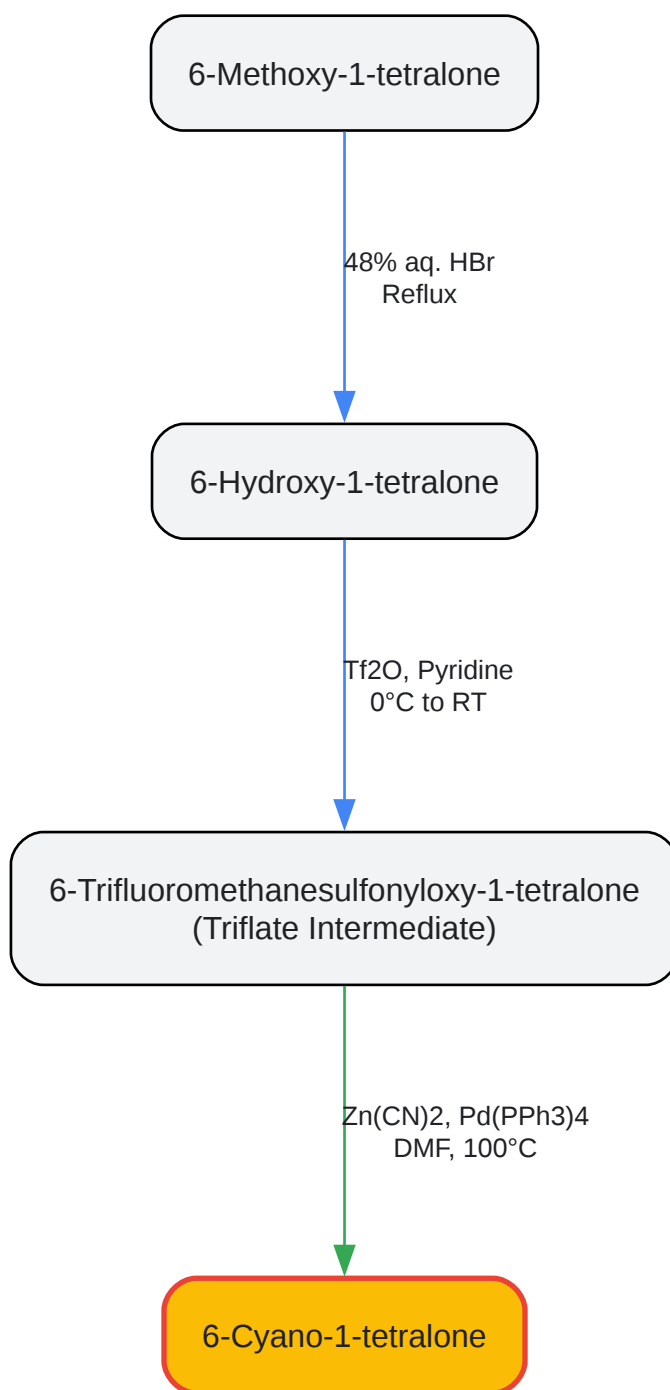 6-Methoxy-1-tetralone
48% aq. HBr
Reflux
6-Hydroxy-1-tetralone
Tf2O, Pyridine
0°C to RT
6-Trifluoromethanesulfonyloxy-1-tetralone
(Triflate Intermediate)
Zn(CN)2, Pd(PPh3)4
DMF, 100°C
6-Cyano-1-tetralone